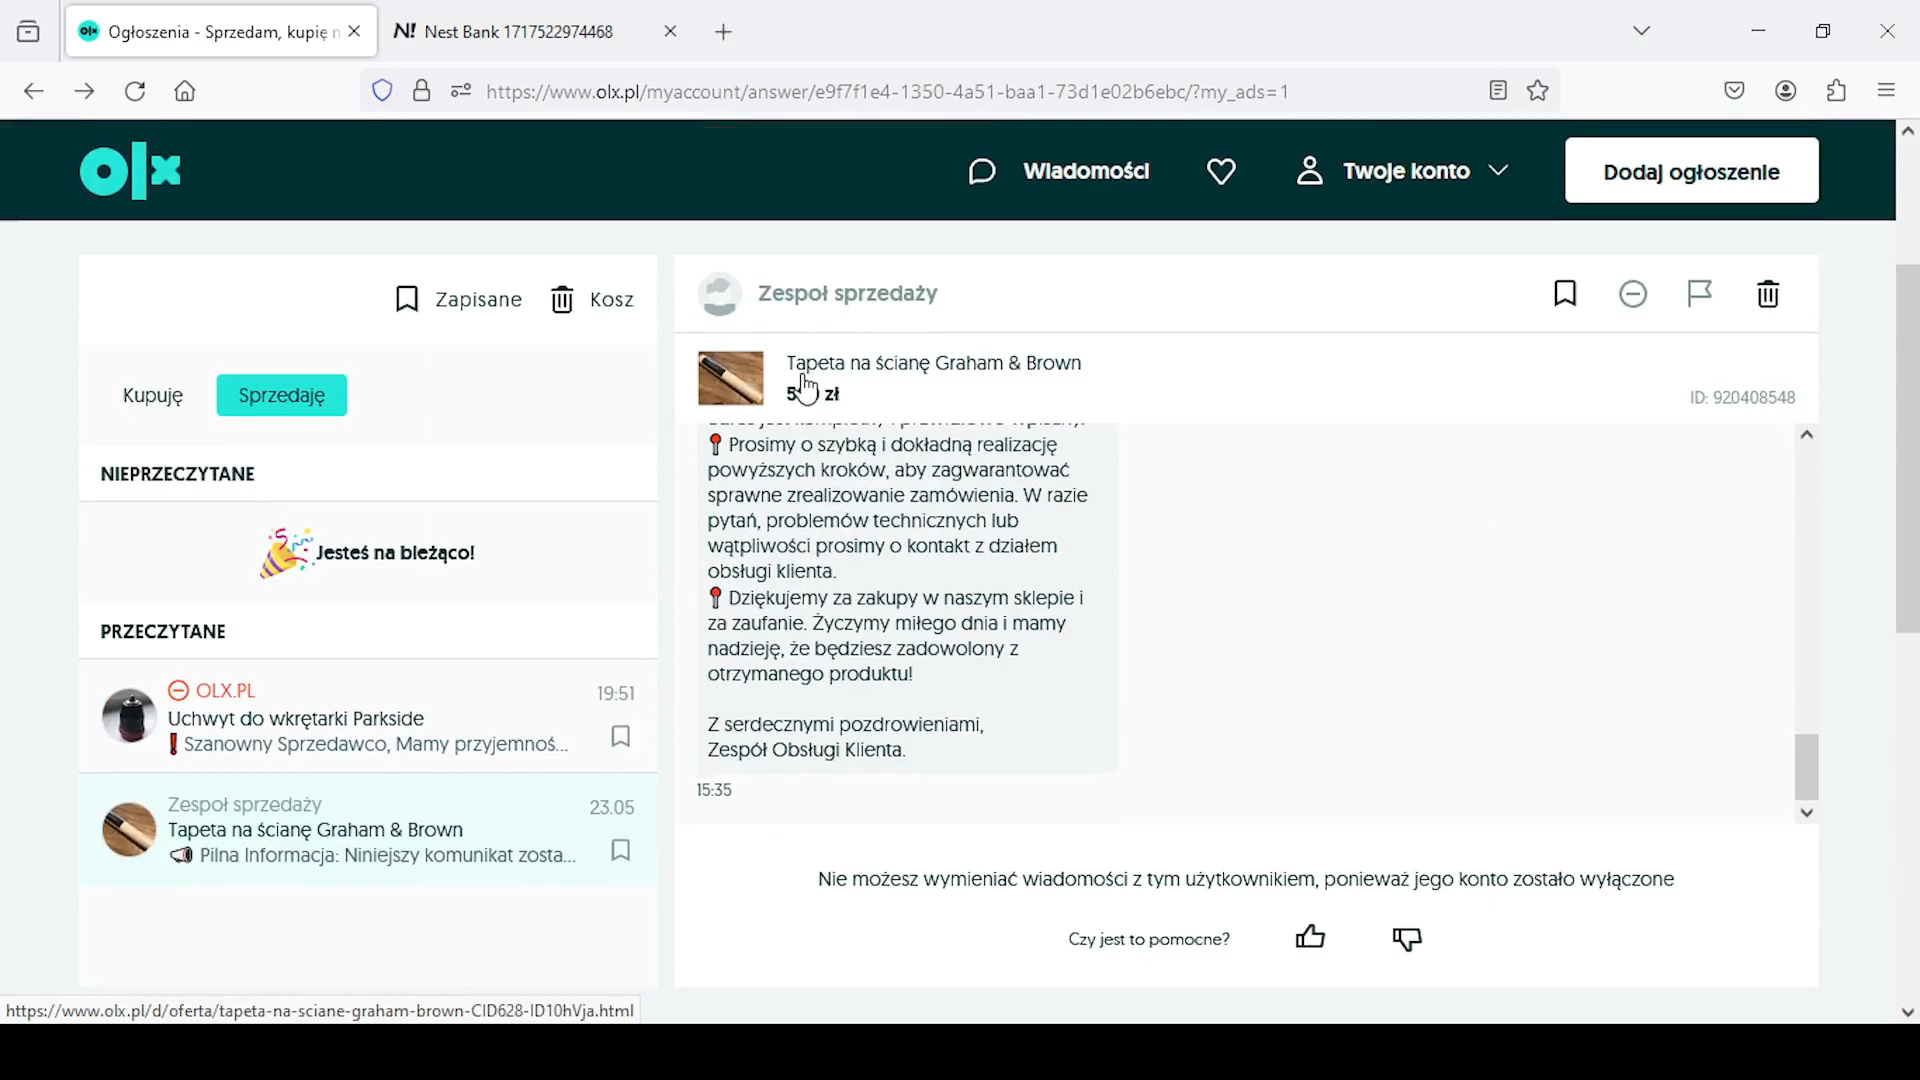 Ogłoszenia - Sprzedam, kupię n
N! Nest Bank 1717522974468
https://www.olx.pl/myaccount/answer/e9f7f1e4-1350-4a51-baa1-73d1e02b6ebc/?my_ads=1
olx
Wiadomości
Twoje konto
Dodaj ogłoszenie
Zapisane
Kosz
Kupuję
Sprzedaję
NIEPRZECZYTANE
Jesteś na bieżąco!
PRZECZYTANE
OLX.PL
19:51
Uchwyt do wkrętarki Parkside
❗Szanowny Sprzedawco, Mamy przyjemnoś...
Zespoł sprzedaży
23.05
Tapeta na ścianę Graham & Brown
📢 Pilna Informacja: Niniejszy komunikat zosta...
Zespoł sprzedaży
Tapeta na ścianę Graham & Brown
zł
ID: 920408548
📍Prosimy o szybką i dokładną realizację
powyższych kroków, aby zagwarantować
sprawne zrealizowanie zamówienia. W razie
pytań, problemów technicznych lub
wątpliwości prosimy o kontakt z działem
obsługi klienta.
📍Dziękujemy za zakupy w naszym sklepie i
za zaufanie. Życzymy miłego dnia i mamy
nadzieję, że będziesz zadowolony z
otrzymanego produktu!
Z serdecznymi pozdrowieniami,
Zespół Obsługi Klienta.
15:35
Nie możesz wymieniać wiadomości z tym użytkownikiem, ponieważ jego konto zostało wyłączone
Czy jest to pomocne?
https://www.olx.pl/d/oferta/tapeta-na-sciane-graham-brown-CID628-ID10hVja.html